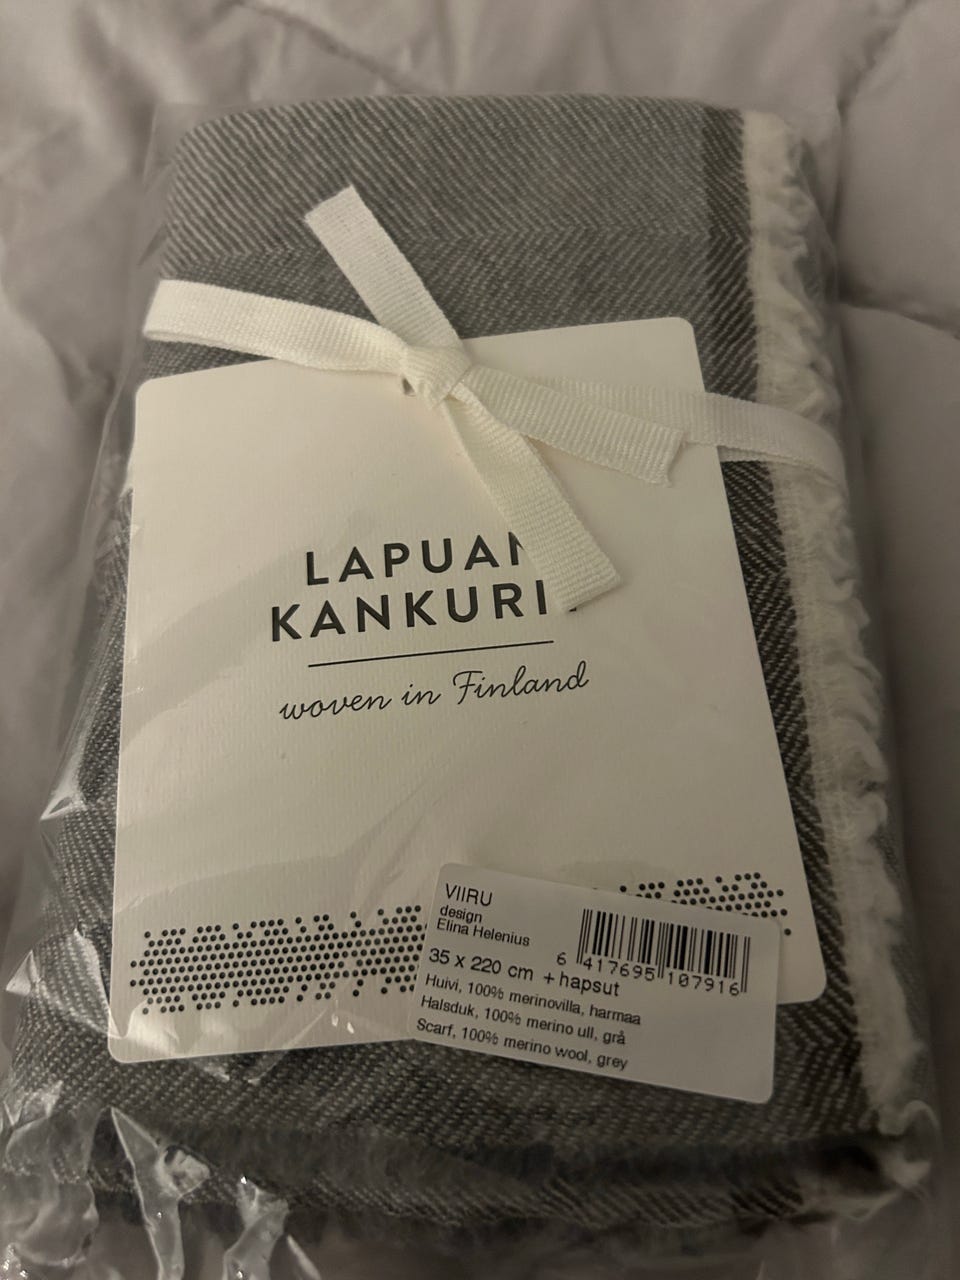 LAPUAN
KANKURI
woven in Finland
VIIRU
design
Elina Helenius
35 x 220 cm + hapsut
Huivi, 100% merinovilla, harmaa
Halsduk, 100% merino ull, grå
Scarf, 100% merino wool, grey
6 417695 107916